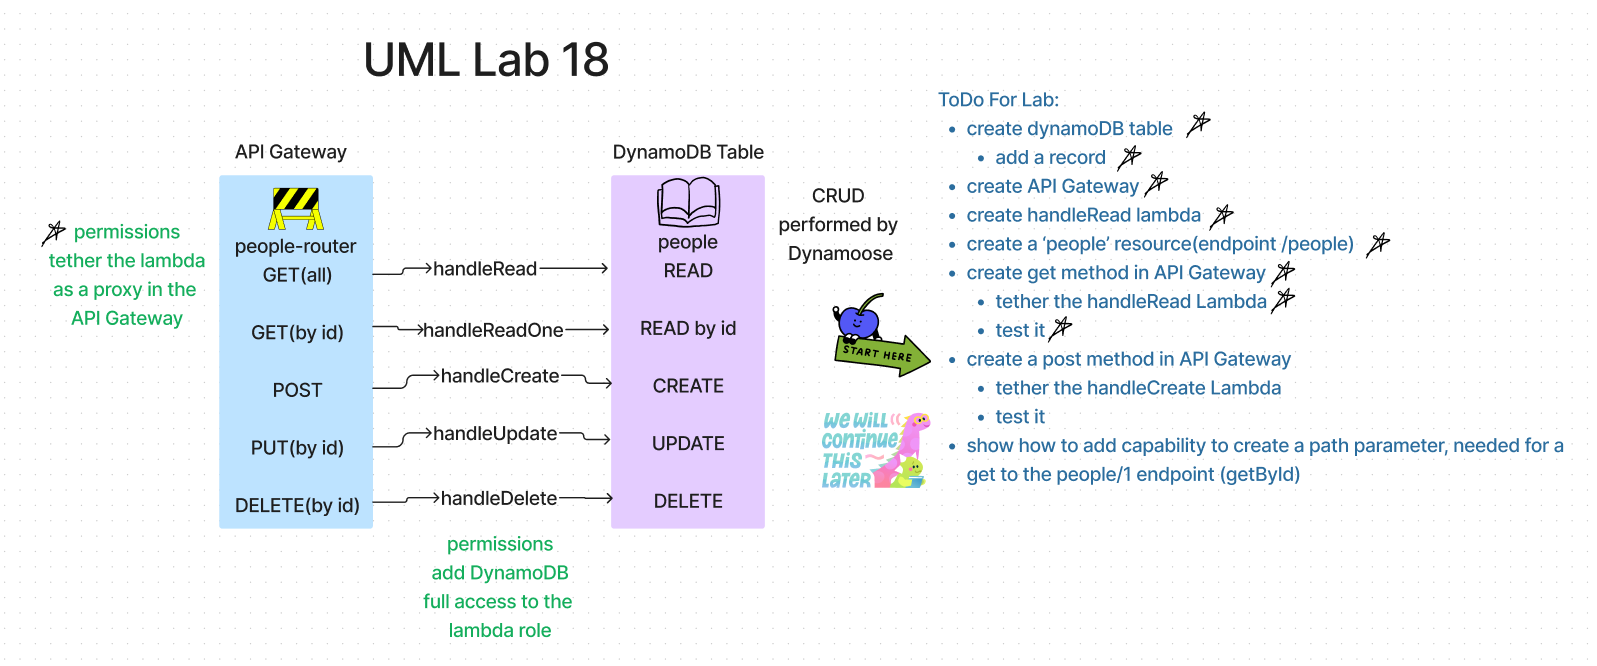 UML Lab 18
API Gateway
people-router
GET(all)
GET(by id)
POST
PUT(by id)
DELETE(by id)
permissions
tether the lambda
as a proxy in the
API Gateway
handleRead
handleReadOne
handleCreate
handleUpdate
handleDelete
permissions
add DynamoDB
full access to the
lambda role
DynamoDB Table
people
READ
READ by id
CREATE
UPDATE
DELETE
CRUD
performed by
Dynamoose
START HERE
We WiLL
continue
THiS
LATER
ToDo For Lab:
• create dynamoDB table
• add a record
• create API Gateway
• create handleRead lambda
• create a ‘people’ resource(endpoint /people)
• create get method in API Gateway
• tether the handleRead Lambda
• test it
• create a post method in API Gateway
• tether the handleCreate Lambda
• test it
• show how to add capability to create a path parameter, needed for a
get to the people/1 endpoint (getById)